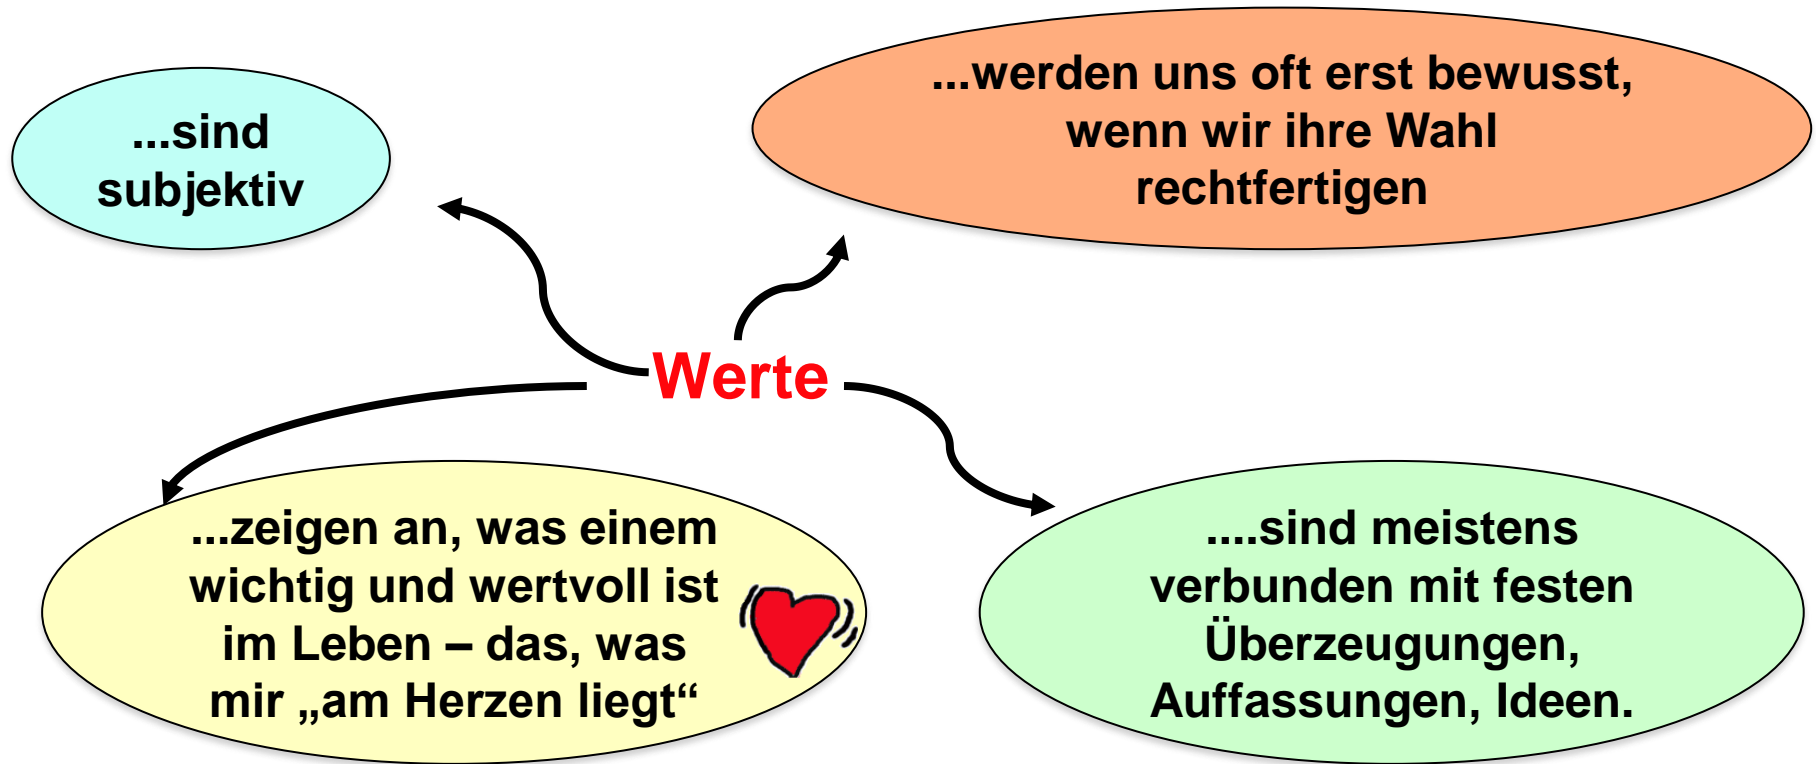 ...sind
subjektiv
...werden uns oft erst bewusst,
wenn wir ihre Wahl
rechtfertigen
Werte
...zeigen an, was einem
wichtig und wertvoll ist
im Leben – das, was
mir „am Herzen liegt“
....sind meistens
verbunden mit festen
Überzeugungen,
Auffassungen, Ideen.